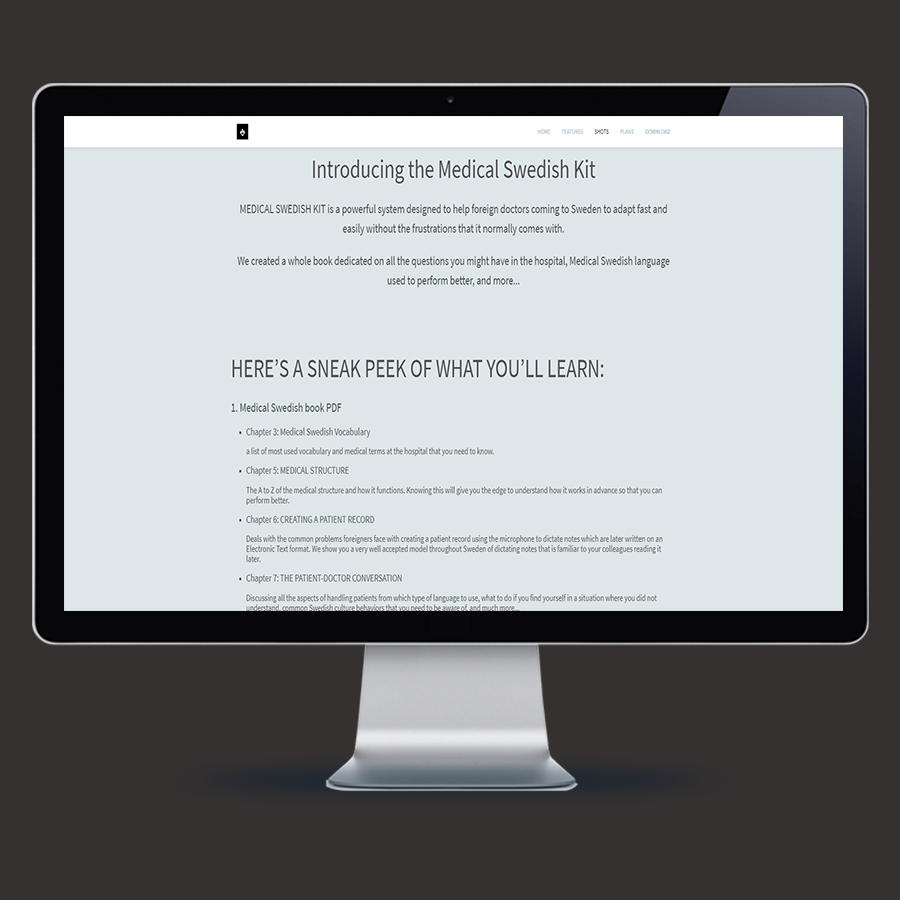 HOME FEATURES SHOTS PLANS DOWNLOAD
Introducing the Medical Swedish Kit
MEDICAL SWEDISH KIT is a powerful system designed to help foreign doctors coming to Sweden to adapt fast and
easily without the frustrations that it normally comes with.
We created a whole book dedicated on all the questions you might have in the hospital, Medical Swedish language
used to perform better, and more...
HERE’S A SNEAK PEEK OF WHAT YOU’LL LEARN:
1. Medical Swedish book PDF
• Chapter 3: Medical Swedish Vocabulary
a list of most used vocabulary and medical terms at the hospital that you need to know.
• Chapter 5: MEDICAL STRUCTURE
The A to Z of the medical structure and how it functions. Knowing this will give you the edge to understand how it works in advance so that you can
perform better.
• Chapter 6: CREATING A PATIENT RECORD
Deals with the common problems foreigners face with creating a patient record using the microphone to dictate notes which are later written on an
Electronic Text format. We show you a very well accepted model throughout Sweden of dictating notes that is familiar to your colleagues reading it
later.
• Chapter 7: THE PATIENT-DOCTOR CONVERSATION
Discussing all the aspects of handling patients from which type of language to use, what to do if you find yourself in a situation where you did not
understand, common Swedish culture behaviors that you need to be aware of, and much more...